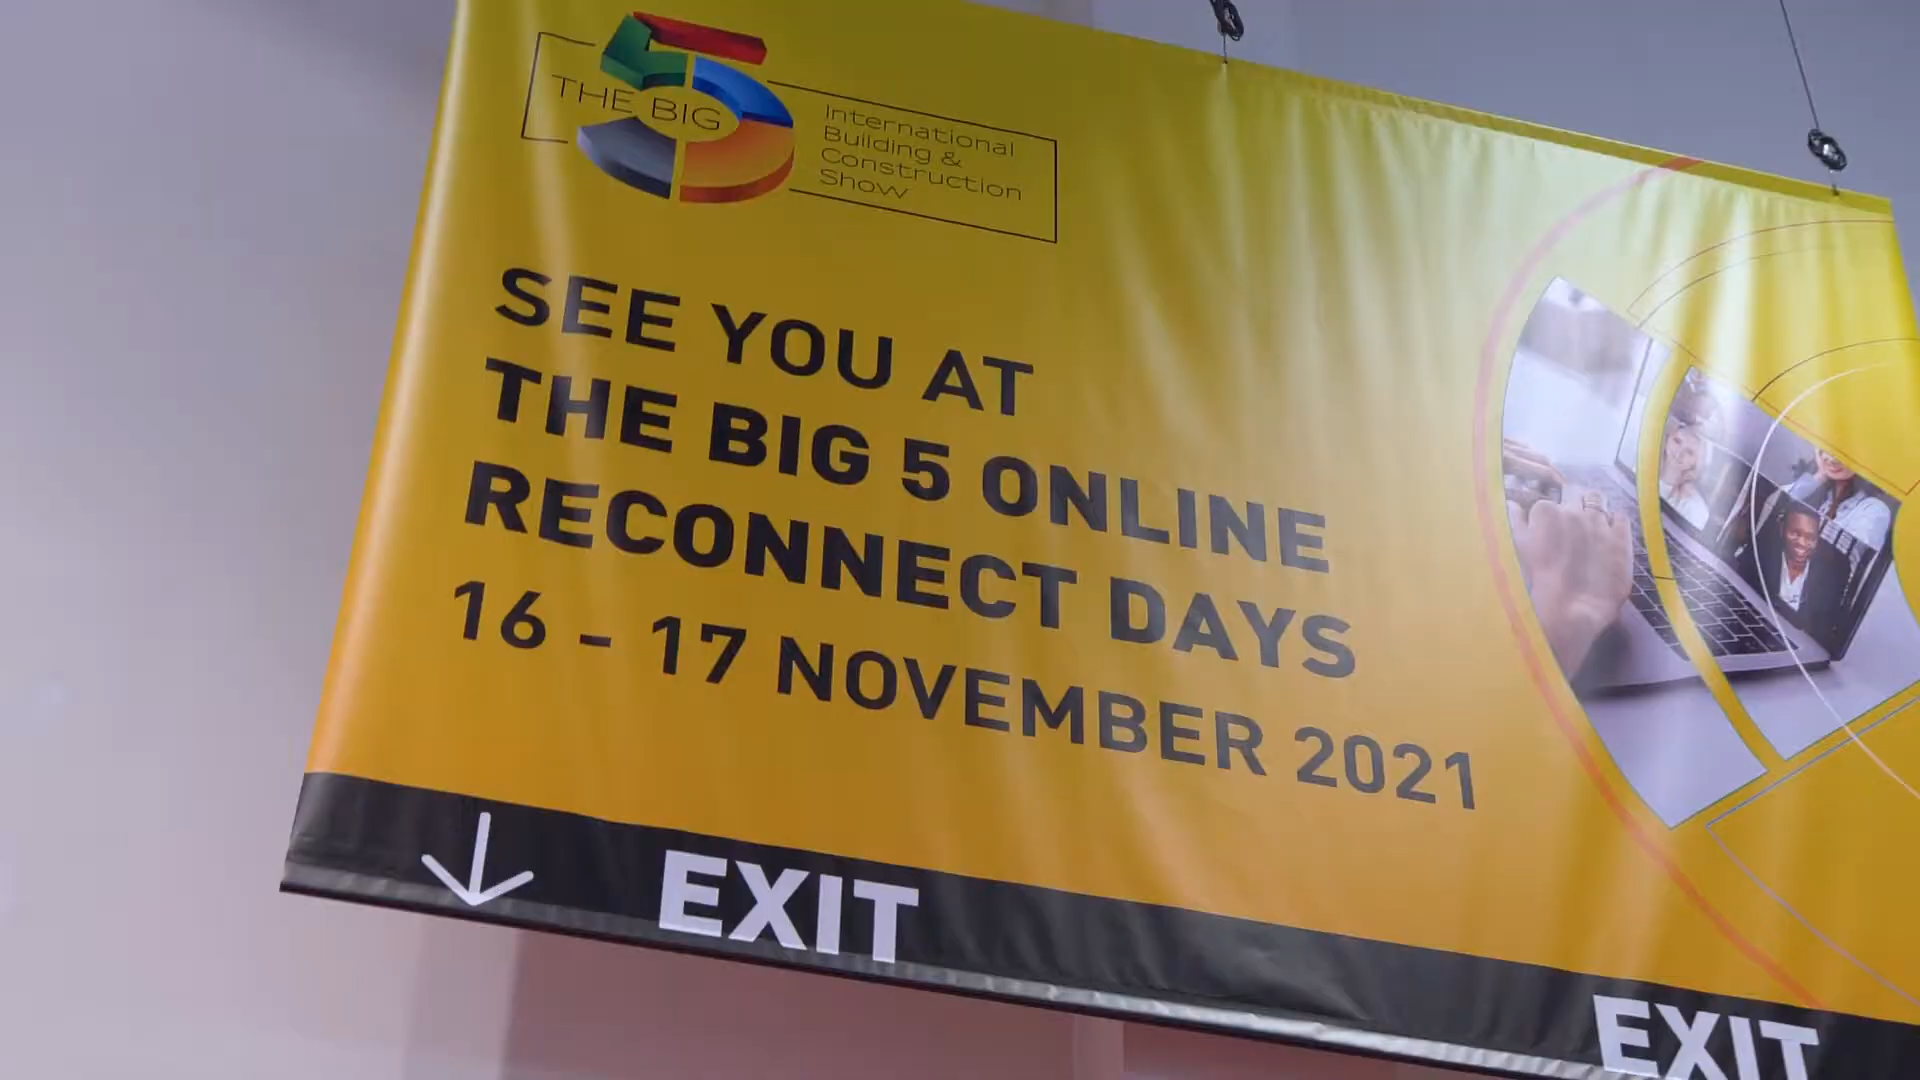 THE BIG 5
International
Building &
Construction
Show
SEE YOU AT
THE BIG 5 ONLINE
RECONNECT DAYS
16 - 17 NOVEMBER 2021
EXIT
EXIT